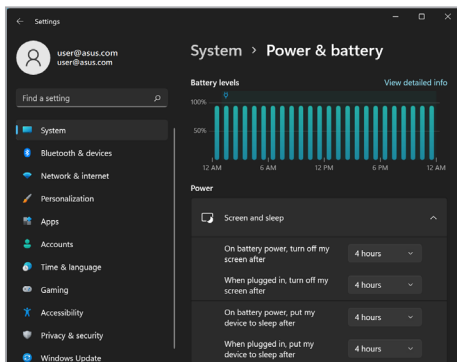 Settings
user@asus.com
user@asus.com
Find a setting
System
Bluetooth & devices
Network & internet
Personalization
Apps
Accounts
Time & language
Gaming
Accessibility
Privacy & security
Windows Update
System > Power & battery
Battery levels
View detailed info
100%
50%
12 AM 6 AM 12 PM 6 PM 12 AM
Power
Screen and sleep
On battery power, turn off my
screen after
4 hours
When plugged in, turn off my
screen after
4 hours
On battery power, put my
device to sleep after
4 hours
When plugged in, put my
device to sleep after
4 hours